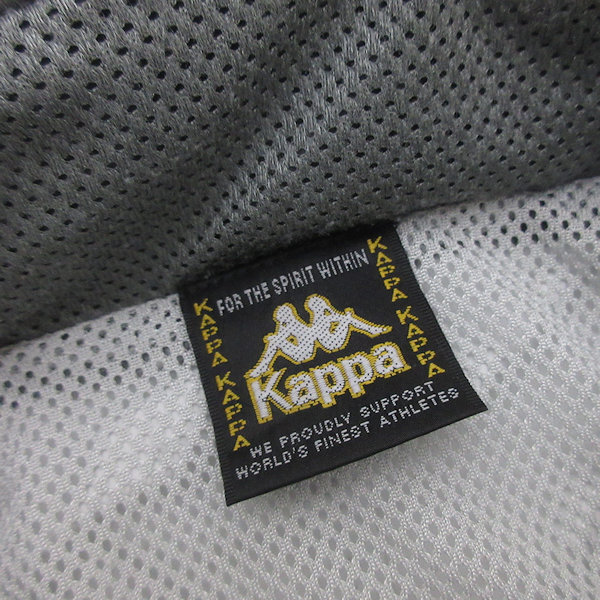 FOR THE SPIRIT WITHIN
KAPPA KAPPA
KAPPA KAPPA
Kappa
WE PROUDLY SUPPORT
WORLD'S FINEST ATHLETES